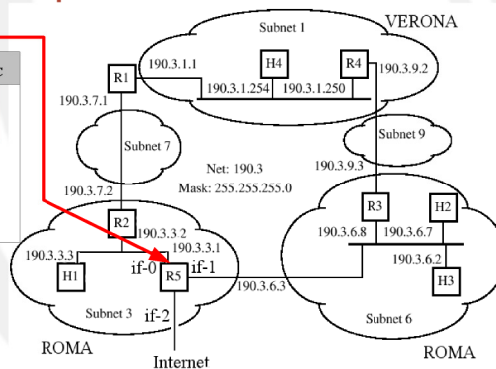 VERONA
Subnet 1
c
190.3.1.1
H4
R4
190.3.9.2
R1
190.3.1.254
190.3.1.250
190.3.7.1
Subnet 9
Subnet 7
Net: 190.3
Mask: 255.255.255.0
190.3.9.3
190.3.7.2
R2
190.3.3.2
R3
H2
190.3.6.8
190.3.6.7
190.3.3.3
190.3.3.1
190.3.6.2
H1
if-0
R5
if-1
H3
190.3.6.3
Subnet 3
if-2
Subnet 6
ROMA
Internet
ROMA